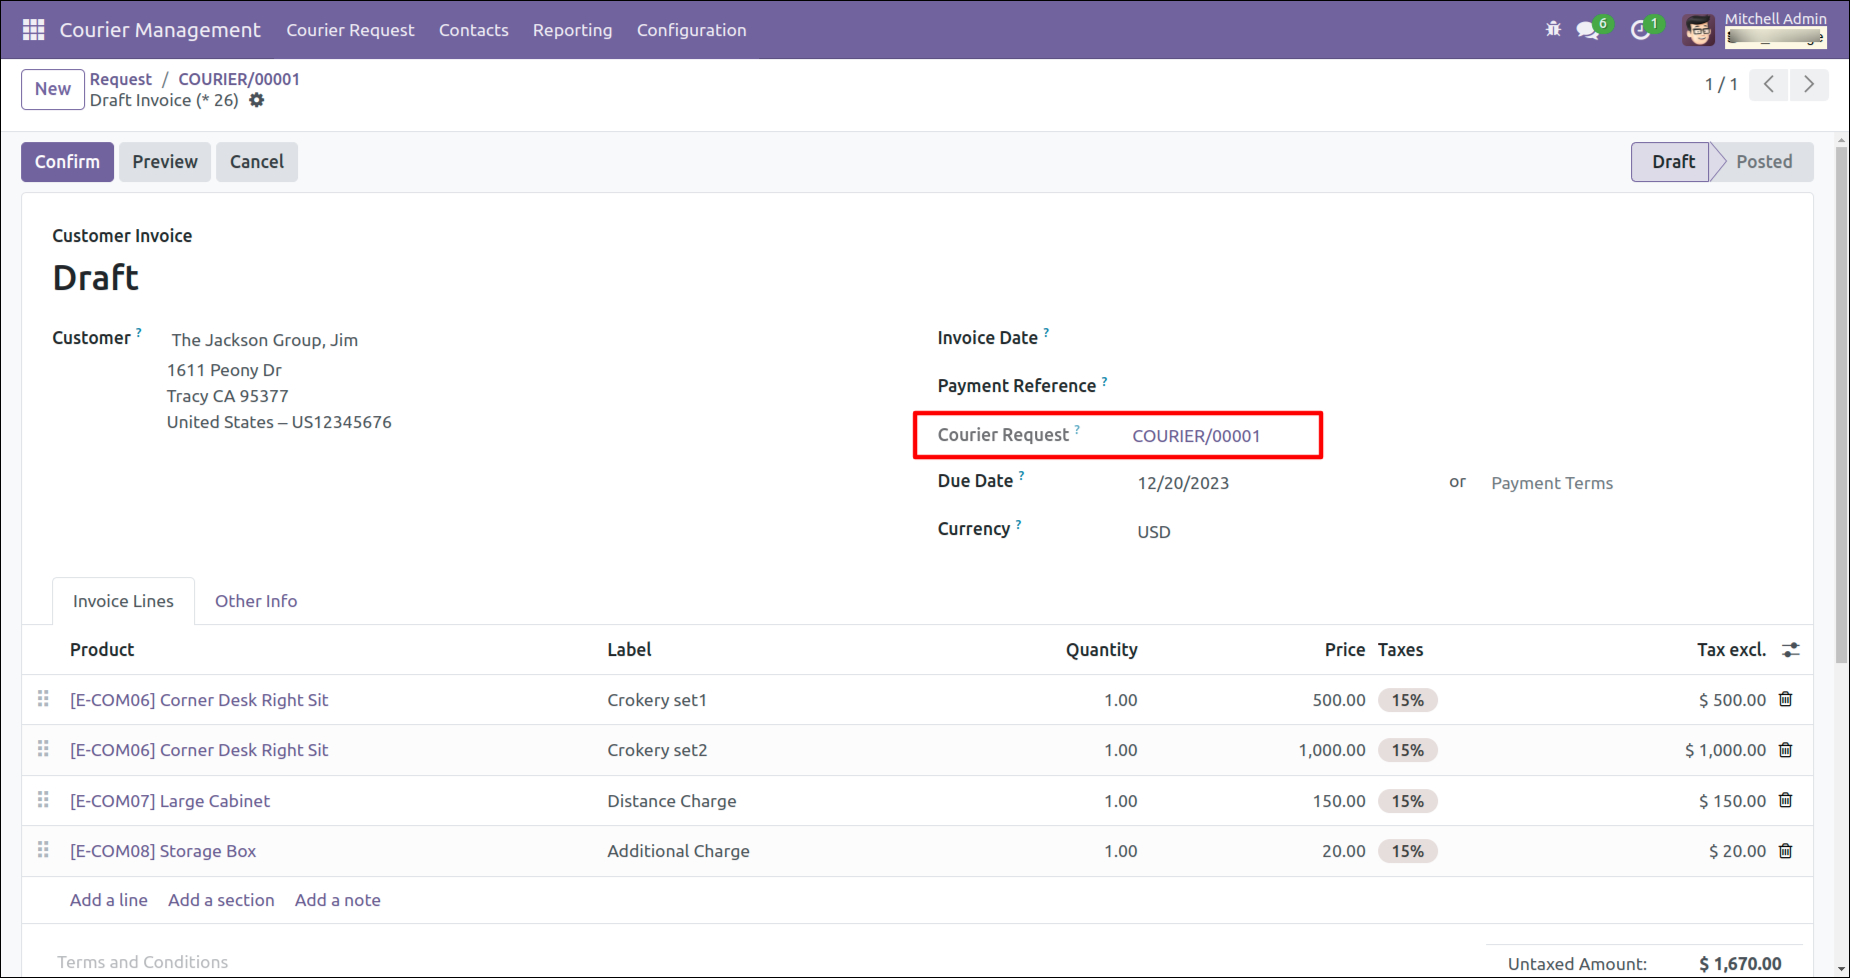 Courier Management Courier Request Contacts Reporting Configuration 6 1 Mitchell Admin
New Request / COURIER/00001 1 / 1
Draft Invoice (* 26)
Confirm Preview Cancel Draft Posted
Customer Invoice
Draft
Customer ? The Jackson Group, Jim
1611 Peony Dr
Tracy CA 95377
United States – US12345676
Invoice Date ?
Payment Reference ?
Courier Request ? COURIER/00001
Due Date ? 12/20/2023 or Payment Terms
Currency ? USD
Invoice Lines Other Info
Product Label Quantity Price Taxes Tax excl.
[E-COM06] Corner Desk Right Sit Crokery set1 1.00 500.00 15% $ 500.00
[E-COM06] Corner Desk Right Sit Crokery set2 1.00 1,000.00 15% $ 1,000.00
[E-COM07] Large Cabinet Distance Charge 1.00 150.00 15% $ 150.00
[E-COM08] Storage Box Additional Charge 1.00 20.00 15% $ 20.00
Add a line Add a section Add a note
Terms and Conditions
Untaxed Amount: $ 1,670.00